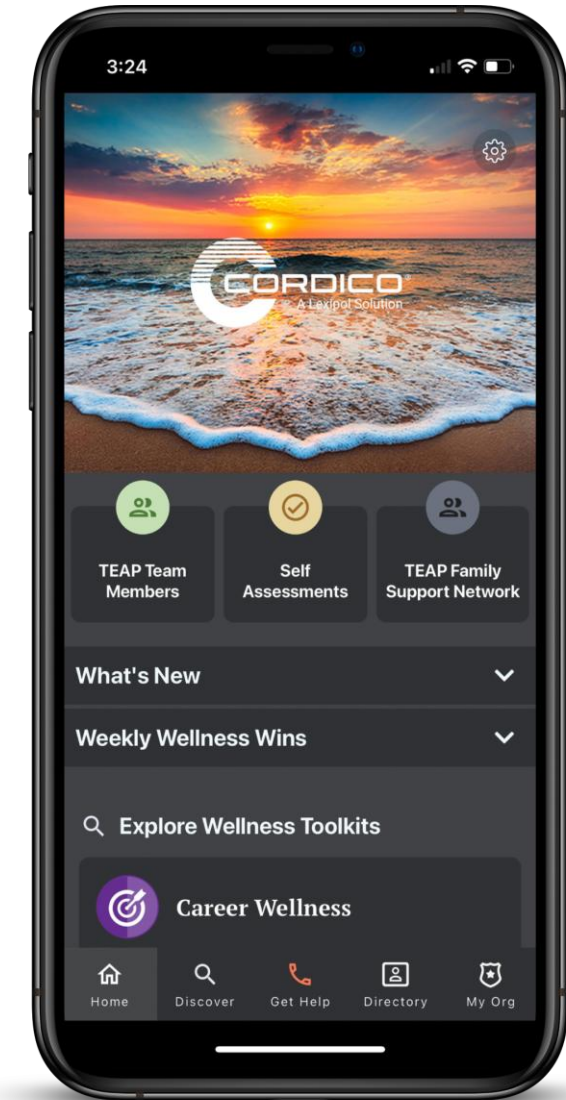 3:24
CORDICO®
A Lexipol Solution
TEAP Team
Members
Self
Assessments
TEAP Family
Support Network
What's New
Weekly Wellness Wins
Explore Wellness Toolkits
Career Wellness
Home
Discover
Get Help
Directory
My Org